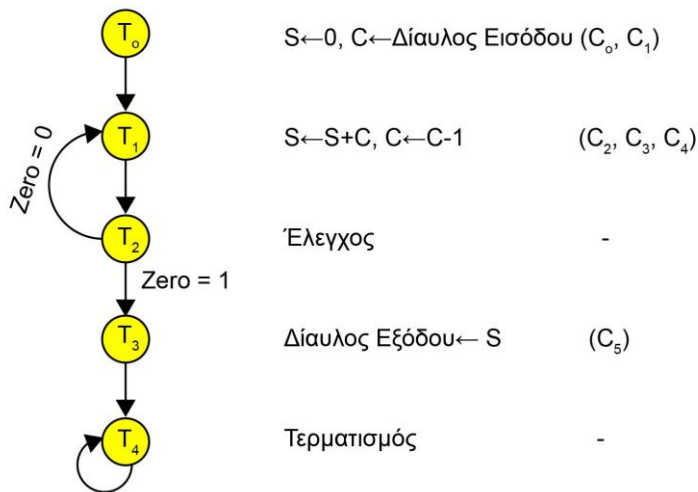 T₀ S←0, C←Δίαυλος Εισόδου (C₀, C₁)
Zero = 0
T₁ S←S+C, C←C-1 (C₂, C₃, C₄)
T₂ Έλεγχος -
Zero = 1
T₃ Δίαυλος Εξόδου← S (C₅)
T₄ Τερματισμός -